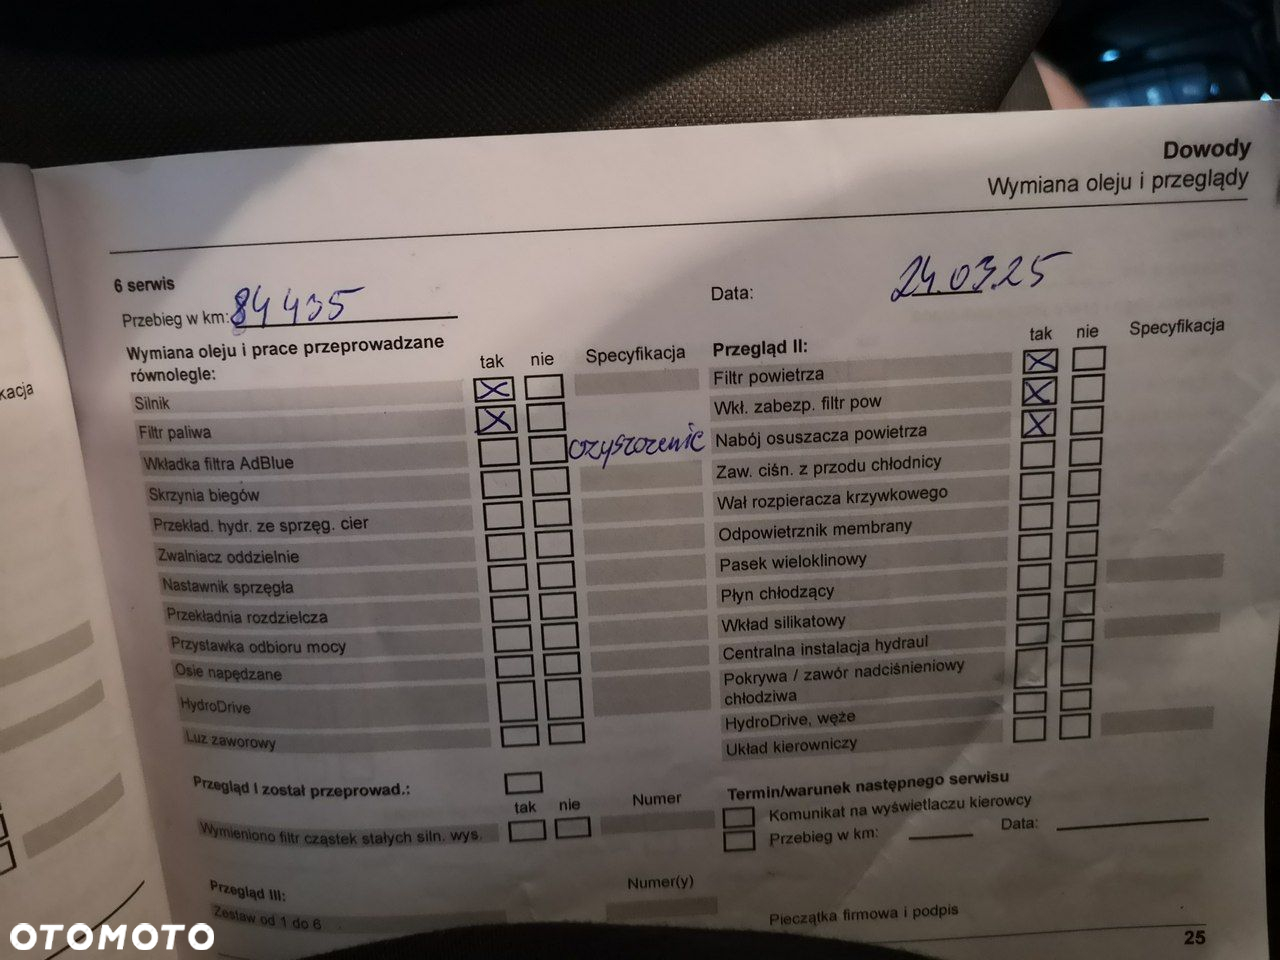 Dowody
Wymiana oleju i przeglądy
6 serwis
Przebieg w km: 84 435
Data: 24.03.25
Wymiana oleju i prace przeprowadzane
równolegle:
tak nie Specyfikacja
Silnik
Filtr paliwa
Wkładka filtra AdBlue
Skrzynia biegów
Przekład. hydr. ze sprzęg. cier
Zwalniacz oddzielnie
Nastawnik sprzęgła
Przekładnia rozdzielcza
Przystawka odbioru mocy
Osie napędzane
HydroDrive
Luz zaworowy
Przegląd I został przeprowad.:
tak nie Numer
Wymieniono filtr cząstek stałych siln. wys.
Przegląd III:
Numer(y)
Zestaw od 1 do 6
Przegląd II:
tak nie Specyfikacja
Filtr powietrza
Wkł. zabezp. filtr pow
Nabój osuszacza powietrza
Zaw. ciśn. z przodu chłodnicy
Wał rozpieracza krzywkowego
Odpowietrznik membrany
Pasek wieloklinowy
Płyn chłodzący
Wkład silikatowy
Centralna instalacja hydraul
Pokrywa / zawór nadciśnieniowy
chłodziwa
HydroDrive, węże
Układ kierowniczy
Termin/warunek następnego serwisu
Komunikat na wyświetlaczu kierowcy
Przebieg w km: Data:
Pieczątka firmowa i podpis
25
kacja
OTOMOTO